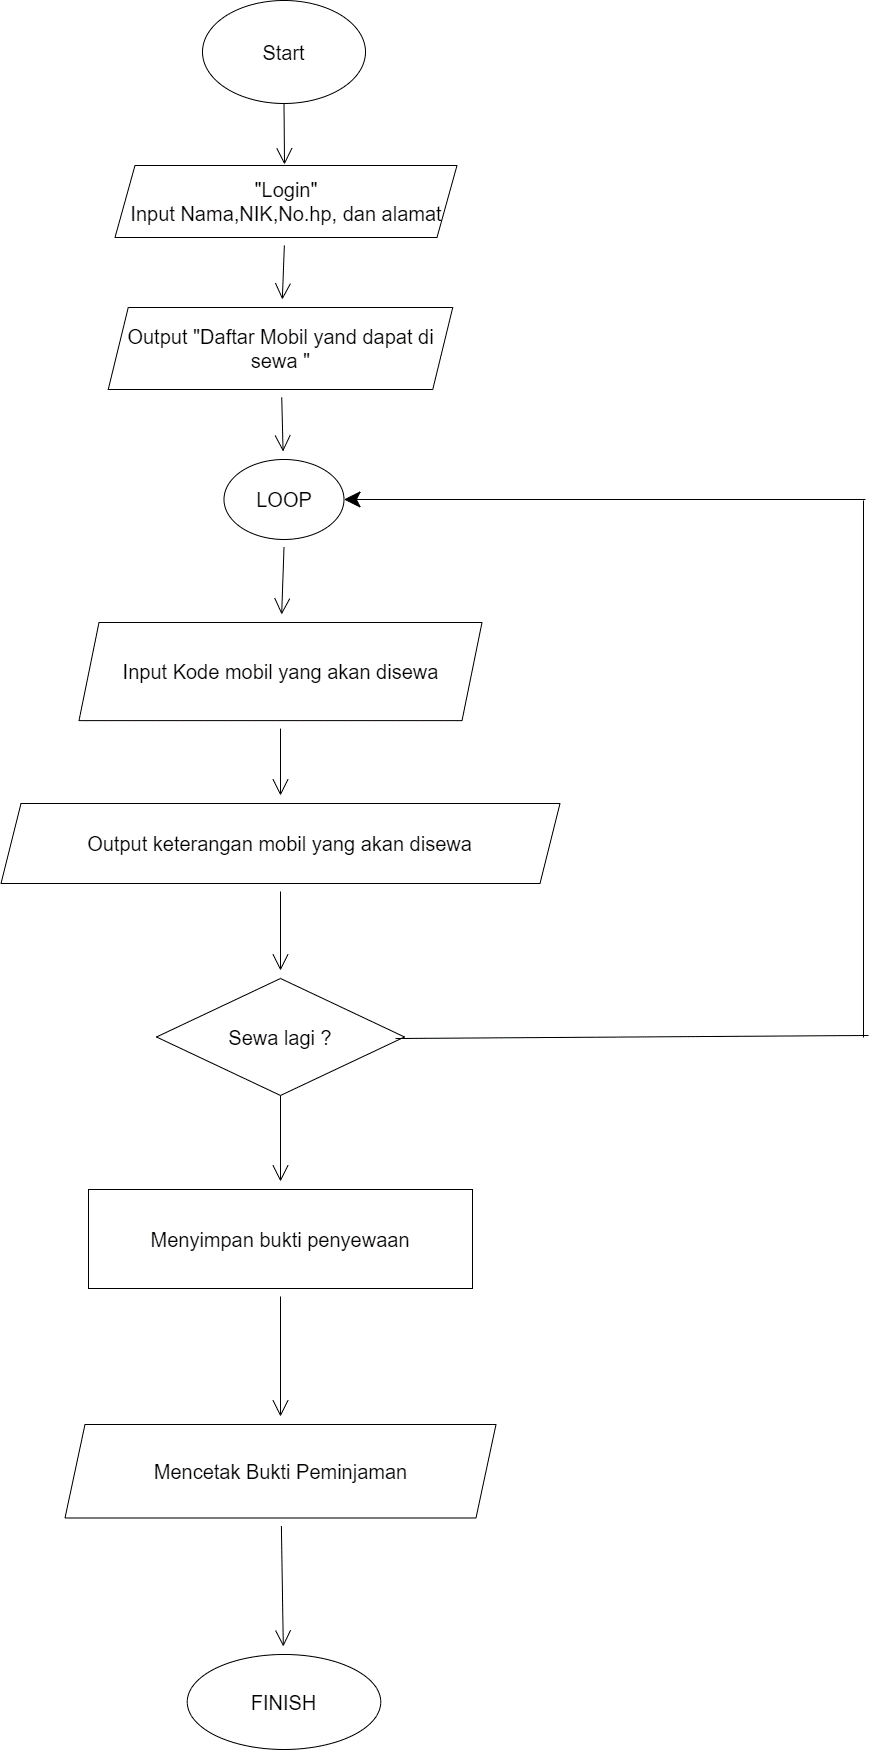 Start
"Login"
Input Nama,NIK,No.hp, dan alamat
Output "Daftar Mobil yand dapat di
sewa "
LOOP
Input Kode mobil yang akan disewa
Output keterangan mobil yang akan disewa
Sewa lagi ?
Menyimpan bukti penyewaan
Mencetak Bukti Peminjaman
FINISH